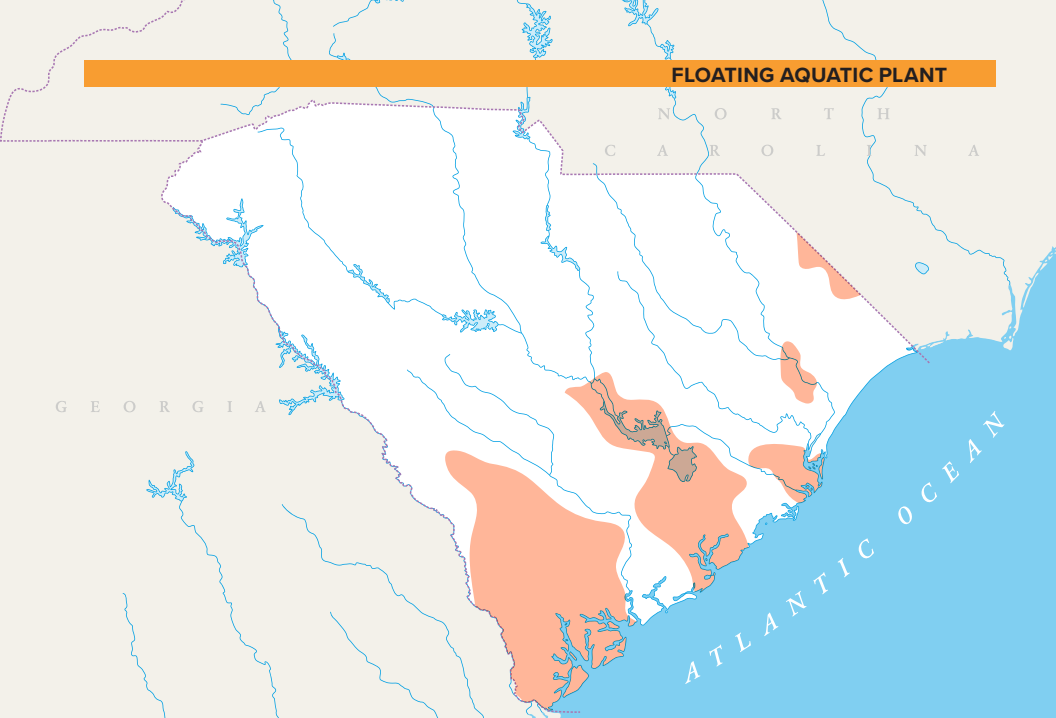 FLOATING AQUATIC PLANT
NORTH
CAROLINA
GEORGIA
ATLANTIC OCEAN